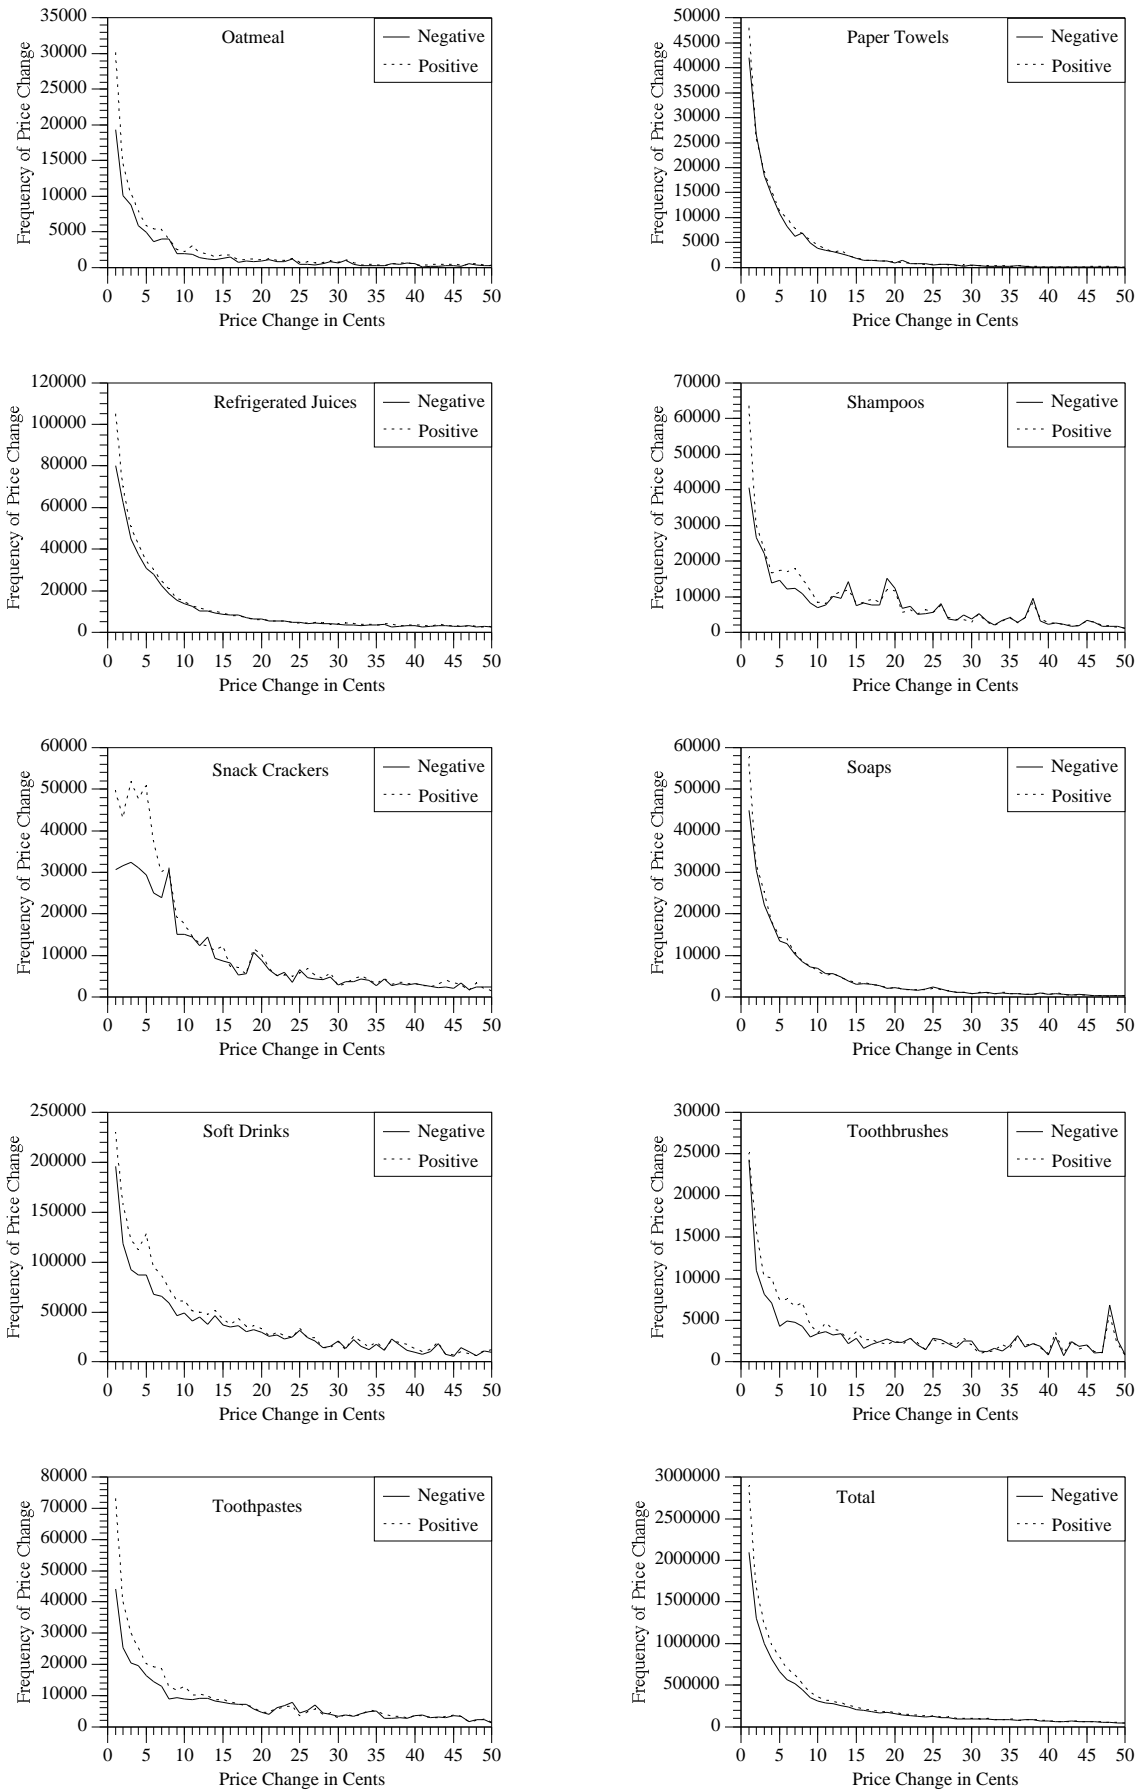 Frequency of Price Change
35000
30000
25000
20000
15000
10000
5000
0
Oatmeal
Negative
Positive
0 5 10 15 20 25 30 35 40 45 50
Price Change in Cents
Frequency of Price Change
50000
45000
40000
35000
30000
25000
20000
15000
10000
5000
0
Paper Towels
Negative
Positive
0 5 10 15 20 25 30 35 40 45 50
Price Change in Cents
Frequency of Price Change
120000
100000
80000
60000
40000
20000
0
Refrigerated Juices
Negative
Positive
0 5 10 15 20 25 30 35 40 45 50
Price Change in Cents
Frequency of Price Change
70000
60000
50000
40000
30000
20000
10000
0
Shampoos
Negative
Positive
0 5 10 15 20 25 30 35 40 45 50
Price Change in Cents
Frequency of Price Change
60000
50000
40000
30000
20000
10000
0
Snack Crackers
Negative
Positive
0 5 10 15 20 25 30 35 40 45 50
Price Change in Cents
Frequency of Price Change
60000
50000
40000
30000
20000
10000
0
Soaps
Negative
Positive
0 5 10 15 20 25 30 35 40 45 50
Price Change in Cents
Frequency of Price Change
250000
200000
150000
100000
50000
0
Soft Drinks
Negative
Positive
0 5 10 15 20 25 30 35 40 45 50
Price Change in Cents
Frequency of Price Change
30000
25000
20000
15000
10000
5000
0
Toothbrushes
Negative
Positive
0 5 10 15 20 25 30 35 40 45 50
Price Change in Cents
Frequency of Price Change
80000
70000
60000
50000
40000
30000
20000
10000
0
Toothpastes
Negative
Positive
0 5 10 15 20 25 30 35 40 45 50
Price Change in Cents
Frequency of Price Change
3000000
2500000
2000000
1500000
1000000
500000
0
Total
Negative
Positive
0 5 10 15 20 25 30 35 40 45 50
Price Change in Cents